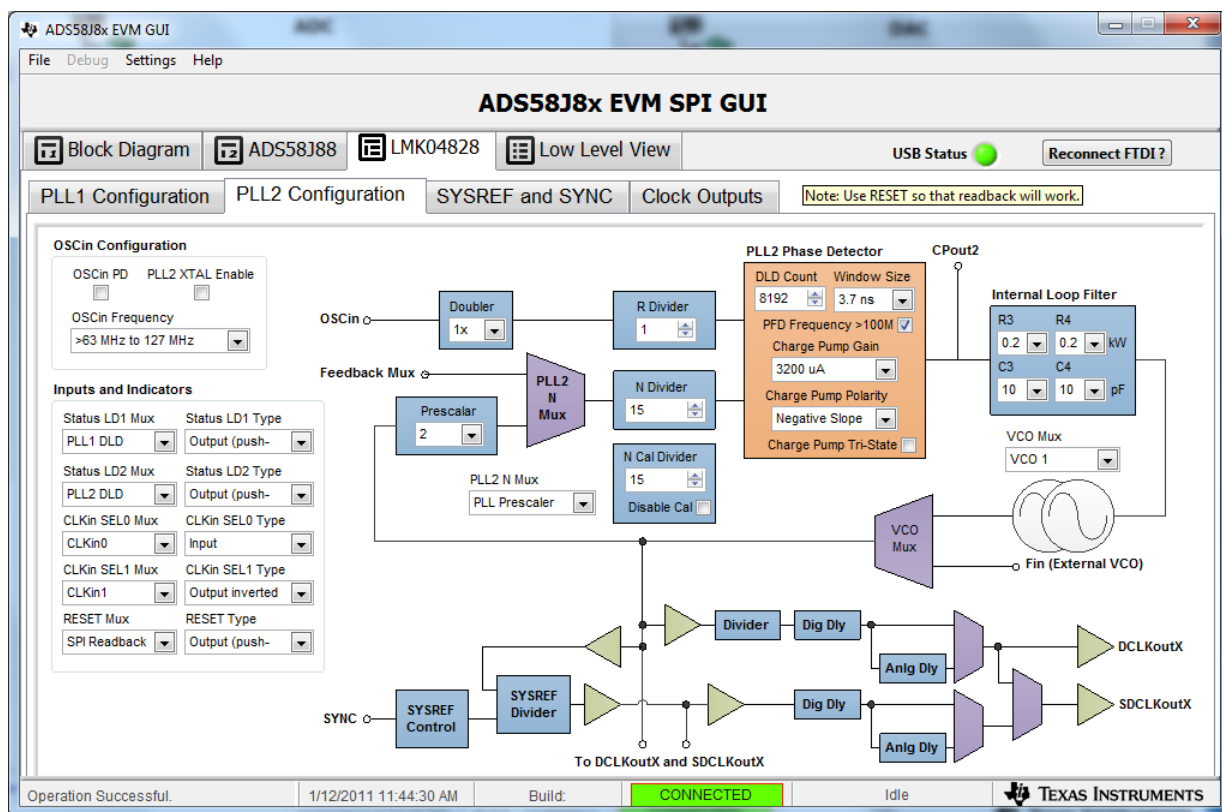 ADS58J8x EVM GUI
File Debug Settings Help
ADS58J8x EVM SPI GUI
Block Diagram ADS58J88 LMK04828 Low Level View USB Status Reconnect FTDI ?
PLL1 Configuration PLL2 Configuration SYSREF and SYNC Clock Outputs Note: Use RESET so that readback will work.
OSCin Configuration
OSCin PD PLL2 XTAL Enable
OSCin Frequency
>63 MHz to 127 MHz
Inputs and Indicators
Status LD1 Mux Status LD1 Type
PLL1 DLD Output (push-
Status LD2 Mux Status LD2 Type
PLL2 DLD Output (push-
CLKin SEL0 Mux CLKin SEL0 Type
CLKin0 Input
CLKin SEL1 Mux CLKin SEL1 Type
CLKin1 Output inverted
RESET Mux RESET Type
SPI Readback Output (push-
OSCin
Doubler
1x
R Divider
1
Feedback Mux
PLL2
N
Mux
Prescalar
2
N Divider
15
PLL2 N Mux
PLL Prescaler
N Cal Divider
15
Disable Cal
PLL2 Phase Detector
DLD Count Window Size
8192 3.7 ns
PFD Frequency >100M
Charge Pump Gain
3200 uA
Charge Pump Polarity
Negative Slope
Charge Pump Tri-State
CPout2
Internal Loop Filter
R3 R4
0.2 0.2 kW
C3 C4
10 10 pF
VCO Mux
VCO 1
VCO
Mux
Fin (External VCO)
Divider Dig Dly
Anlg Dly
DCLKoutX
SYNC
SYSREF
Control
SYSREF
Divider
Dig Dly
Anlg Dly
SDCLKoutX
To DCLKoutX and SDCLKoutX
Operation Successful. 1/12/2011 11:44:30 AM Build: CONNECTED Idle TEXAS INSTRUMENTS